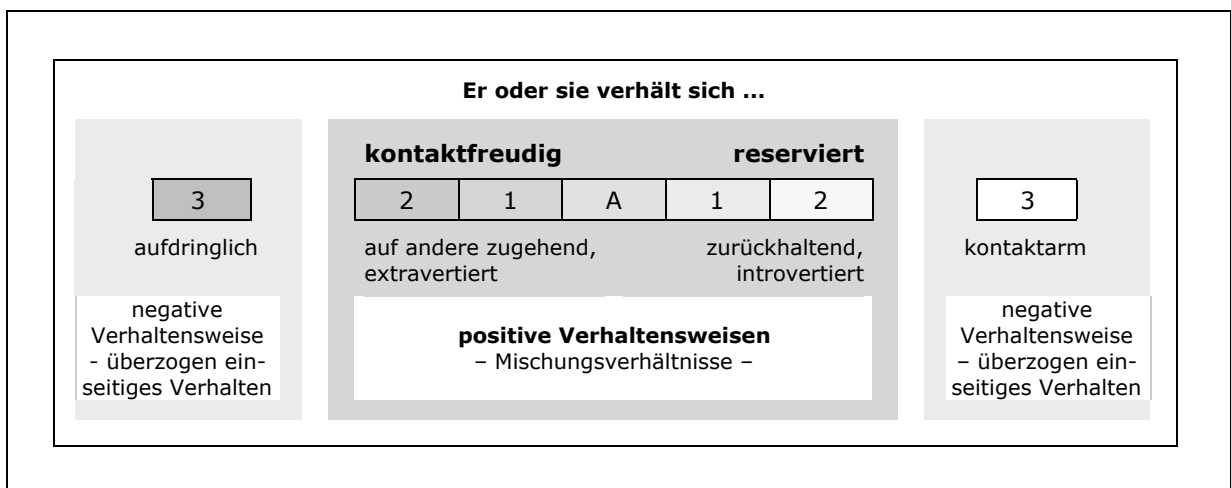 Er oder sie verhält sich ...
kontaktfreudig reserviert
3 2 1 A 1 2 3
aufdringlich auf andere zugehend, zurückhaltend, kontaktarm
extravertiert introvertiert
negative
Verhaltensweise
- überzogen ein-
seitiges Verhalten
positive Verhaltensweisen
– Mischungsverhältnisse –
negative
Verhaltensweise
– überzogen ein-
seitiges Verhalten